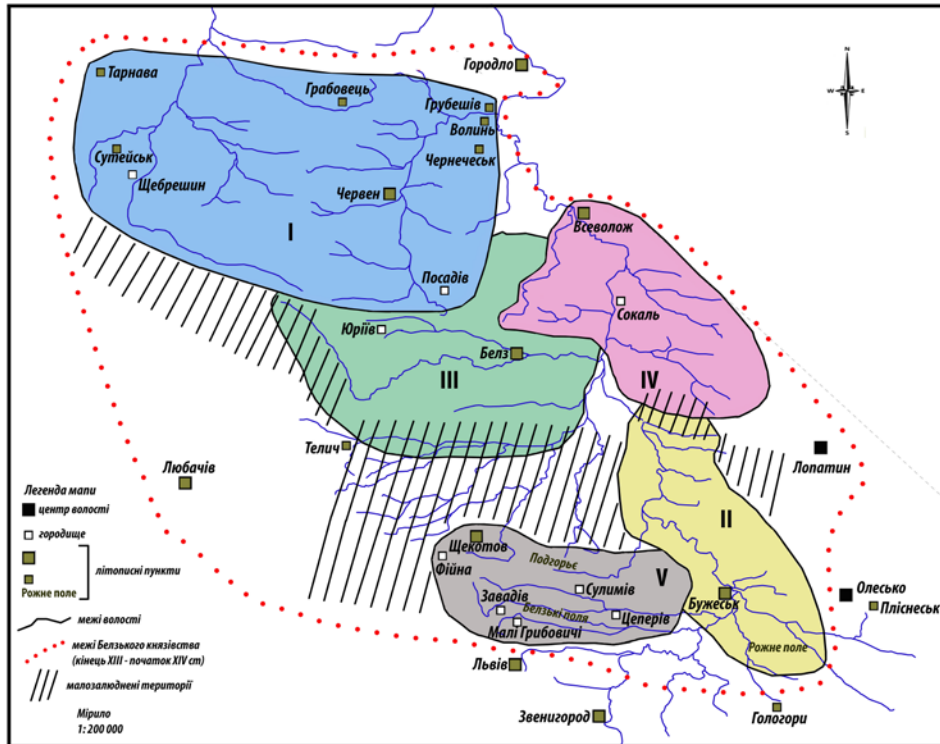 Городло
N
W E
S
Тарнава
Грабовець
Грубешів
Волинь
Чернечеськ
Сутейськ
Щебрешин
Червен
I
Всеволож
Посадів
Сокаль
Юріїв
Белз
III
IV
Телич
Лопатин
Любачів
Легенда мапи
центр волості
городище
літописні пункти
Рожне поле
межі волості
межі Белзького князівства
(кінець XIII - початок XIV ст)
малозалюднені території
Мірило
1: 200 000
II
Щекотов
Фійна
Подгорьє
V
Сулимів
Завадів
Белзькі поля
Цеперів
Малі Грибовичі
Бужеськ
Олесько
Пліснеськ
Рожне поле
Львів
Звенигород
Гологори